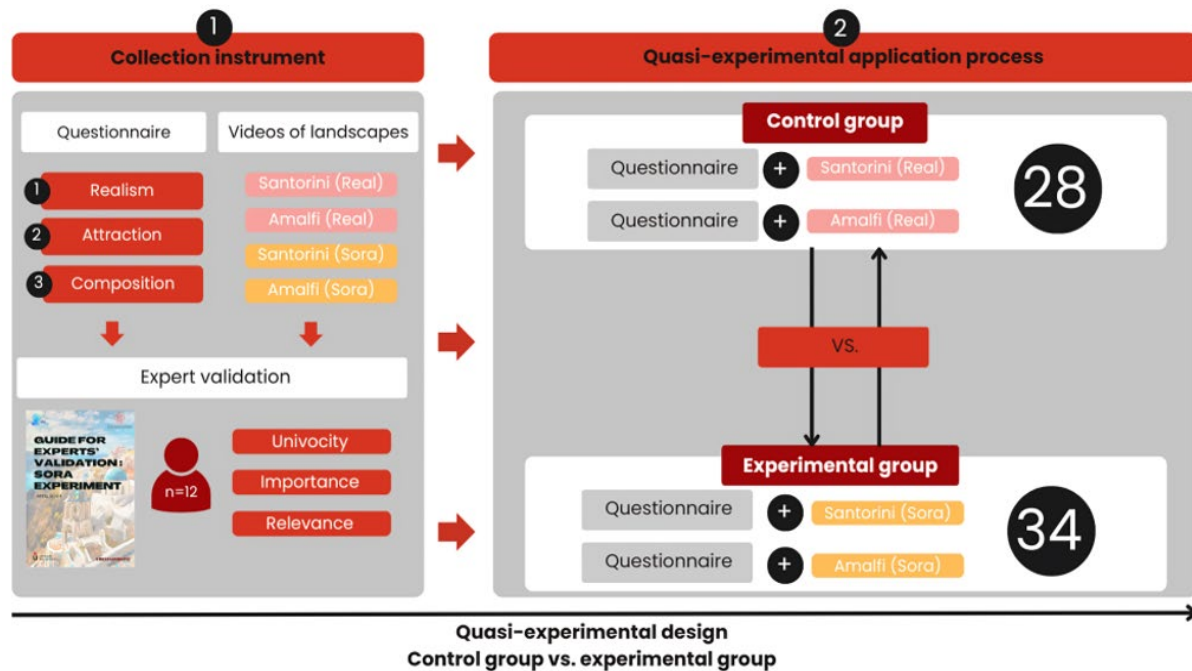 1
Collection instrument
Questionnaire
Videos of landscapes
1
Realism
2
Attraction
3
Composition
Santorini (Real)
Amalfi (Real)
Santorini (Sora)
Amalfi (Sora)
Expert validation
GUIDE FOR
EXPERTS'
VALIDATION:
SORA
EXPERIMENT
n=12
Univocity
Importance
Relevance
2
Quasi-experimental application process
Control group
Questionnaire + Santorini (Real)
Questionnaire + Amalfi (Real)
28
VS.
Experimental group
Questionnaire + Santorini (Sora)
Questionnaire + Amalfi (Sora)
34
Quasi-experimental design
Control group vs. experimental group